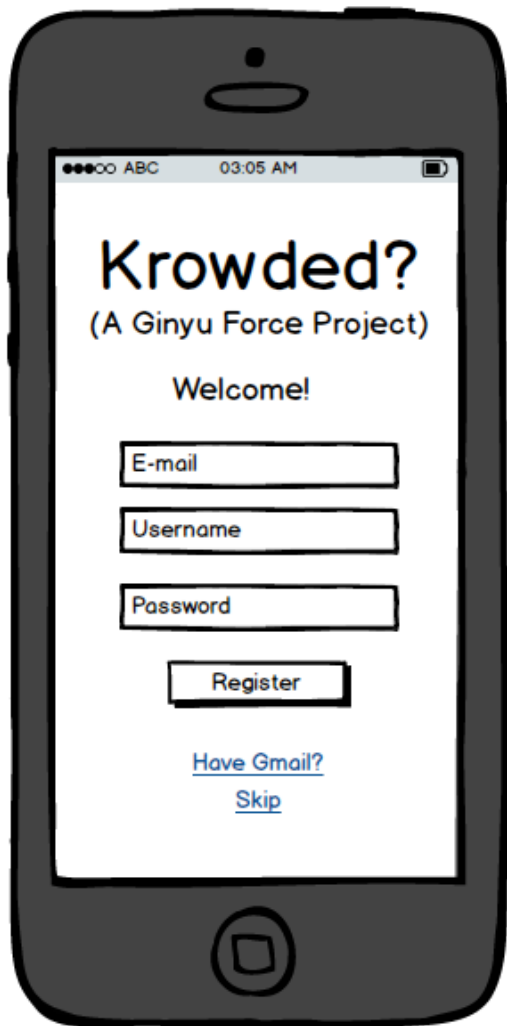 ABC 03:05 AM
Krowded?
(A Ginyu Force Project)
Welcome!
E-mail
Username
Password
Register
Have Gmail?
Skip